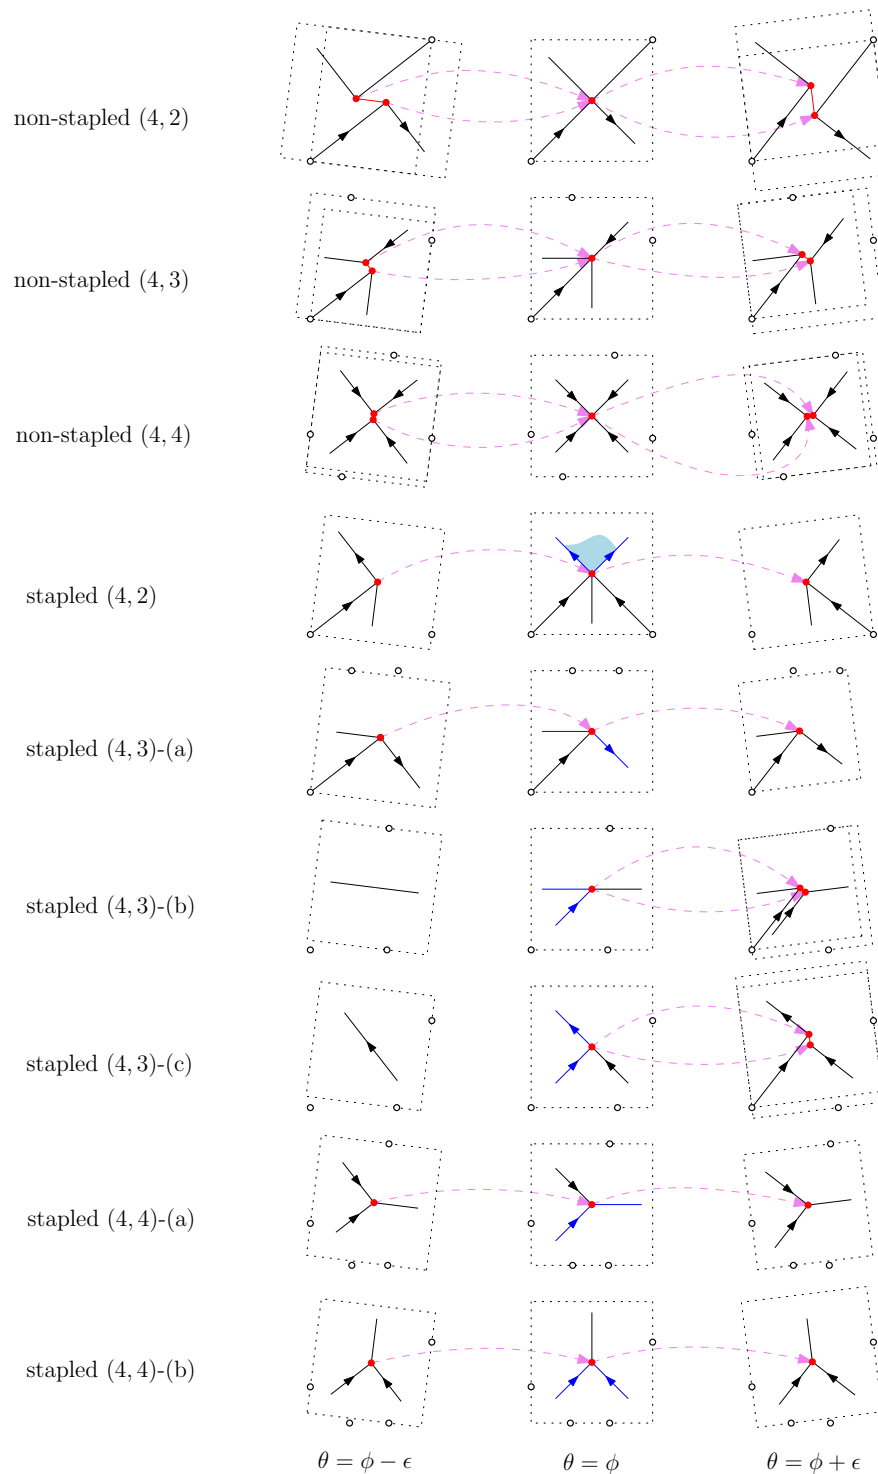 non-stapled (4, 2)
non-stapled (4, 3)
non-stapled (4, 4)
stapled (4, 2)
stapled (4, 3)-(a)
stapled (4, 3)-(b)
stapled (4, 3)-(c)
stapled (4, 4)-(a)
stapled (4, 4)-(b)
θ = ϕ − ϵ θ = ϕ θ = ϕ + ϵ